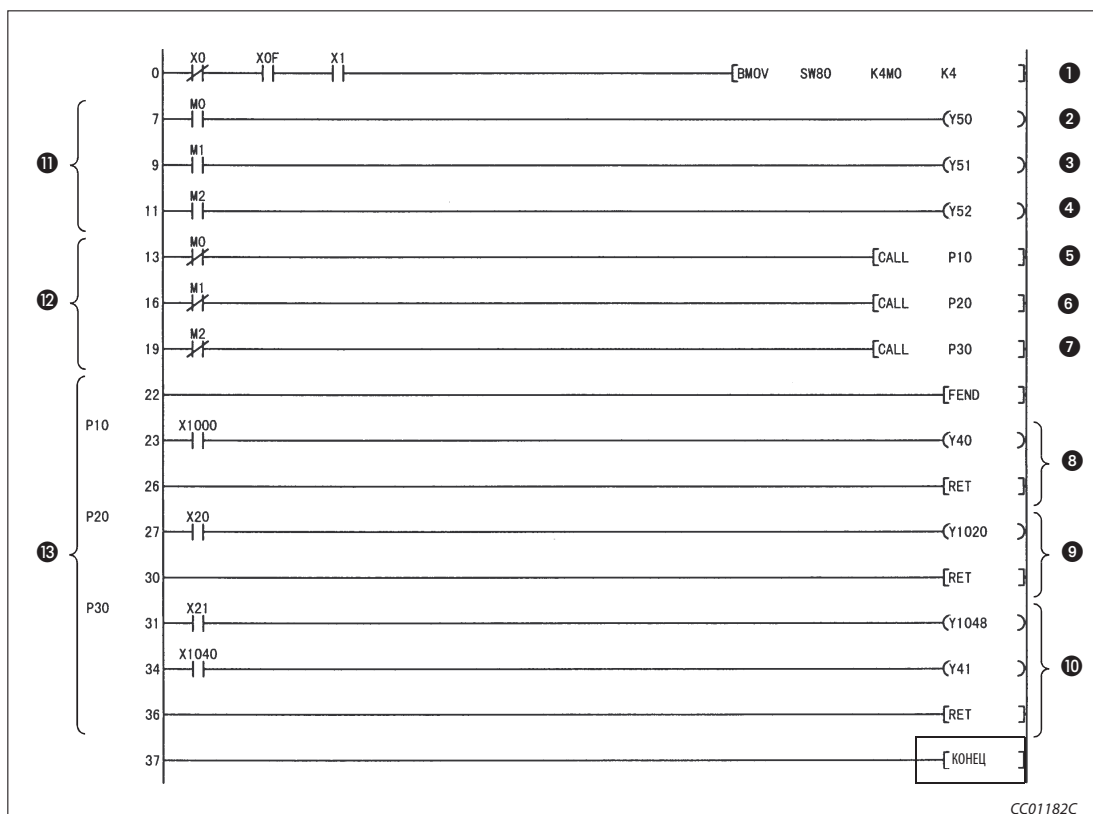 X0 X0F X1
0 BMOV SW80 K4M0 K4 ❶
M0
7 Y50 ❷
M1
⓫ 9 Y51 ❸
M2
11 Y52 ❹
M0
13 CALL P10 ❺
M1
⓬ 16 CALL P20 ❻
M2
19 CALL P30 ❼
22 FEND
P10 X1000
23 Y40
❽
26 RET
P20 X20
27 Y1020
⓭ ❾
30 RET
P30 X21
31 Y1048
X1040
34 Y41 ❿
36 RET
37 КОНЕЦ
CC01182C